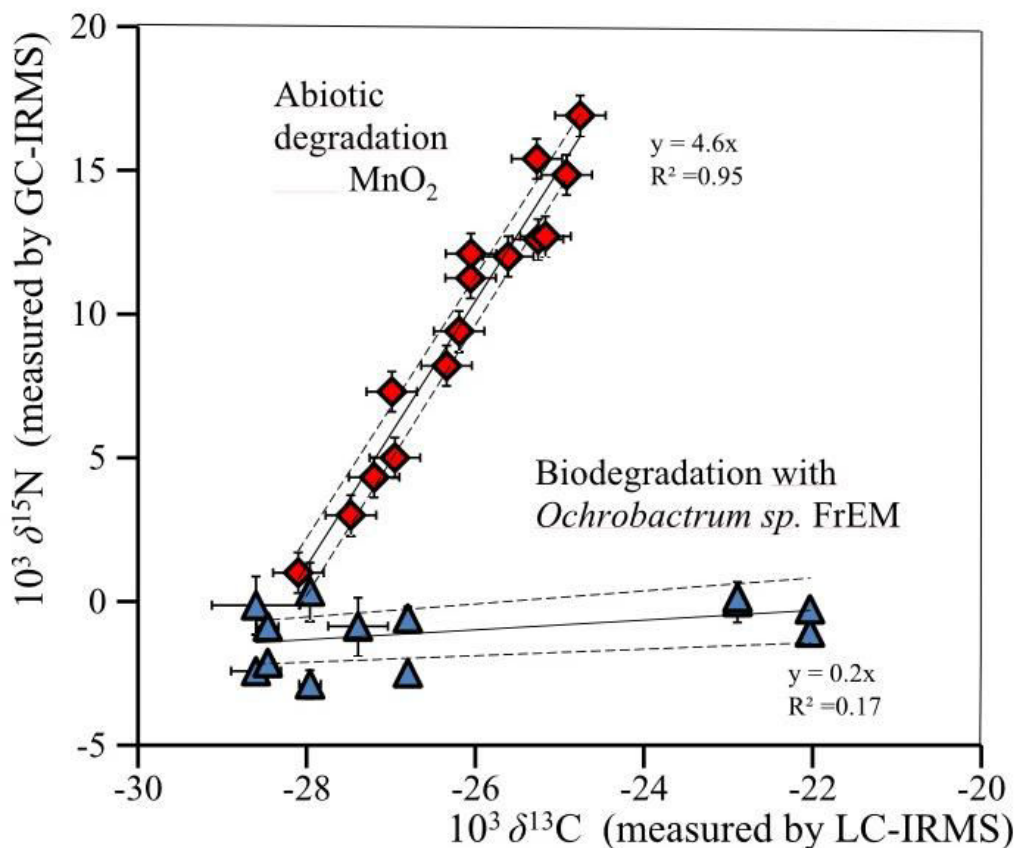 20
15
10
5
0
-5
10³ δ¹⁵N (measured by GC-IRMS)
Abiotic
degradation
MnO₂
y = 4.6x
R² =0.95
Biodegradation with
Ochrobactrum sp. FrEM
y = 0.2x
R² =0.17
-30 -28 -26 -24 -22 -20
10³ δ¹³C (measured by LC-IRMS)